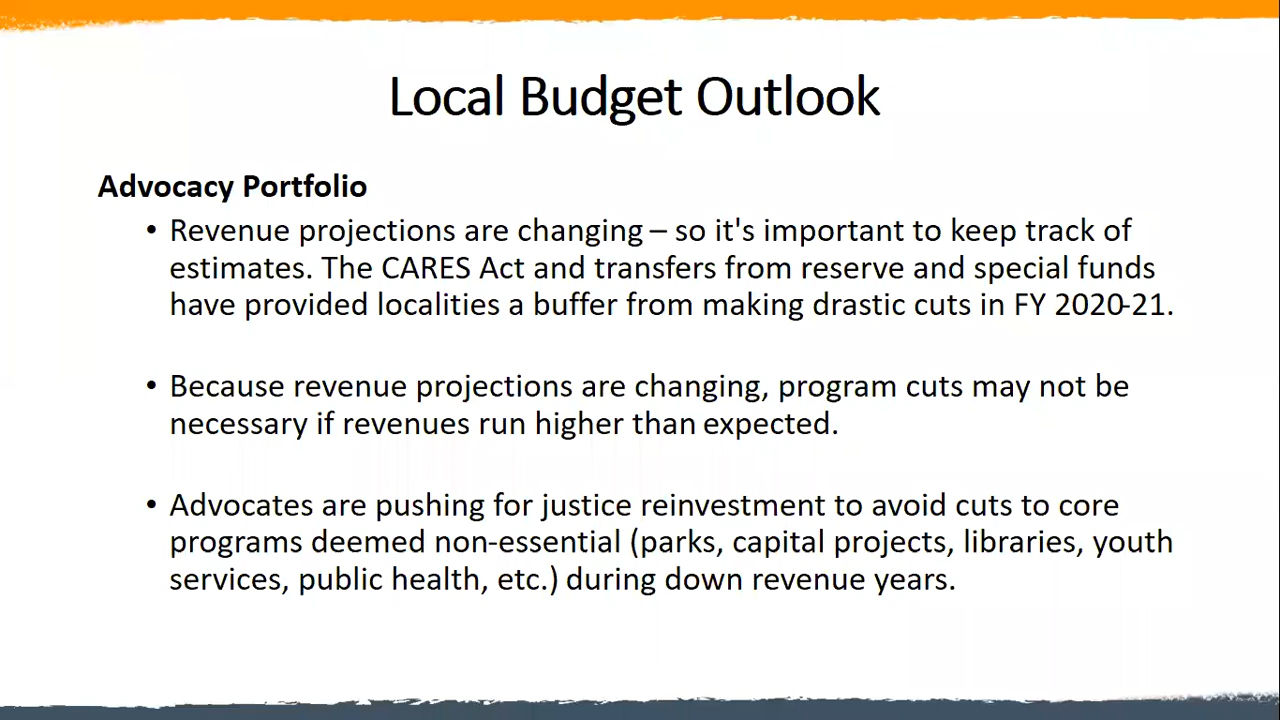 Local Budget Outlook
Advocacy Portfolio
• Revenue projections are changing – so it's important to keep track of
estimates. The CARES Act and transfers from reserve and special funds
have provided localities a buffer from making drastic cuts in FY 2020-21.
• Because revenue projections are changing, program cuts may not be
necessary if revenues run higher than expected.
• Advocates are pushing for justice reinvestment to avoid cuts to core
programs deemed non-essential (parks, capital projects, libraries, youth
services, public health, etc.) during down revenue years.